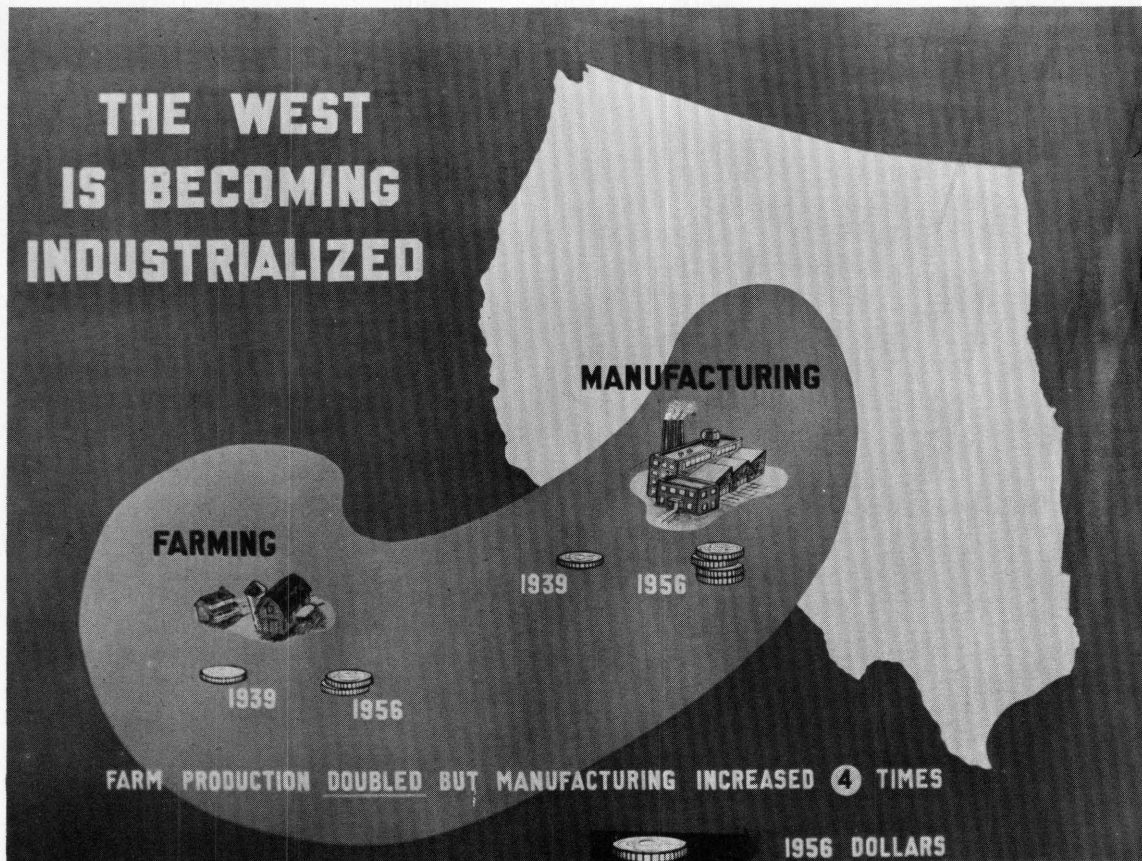 THE WEST
IS BECOMING
INDUSTRIALIZED
MANUFACTURING
FARMING
1939 1956
1939 1956
FARM PRODUCTION DOUBLED BUT MANUFACTURING INCREASED 4 TIMES
1956 DOLLARS